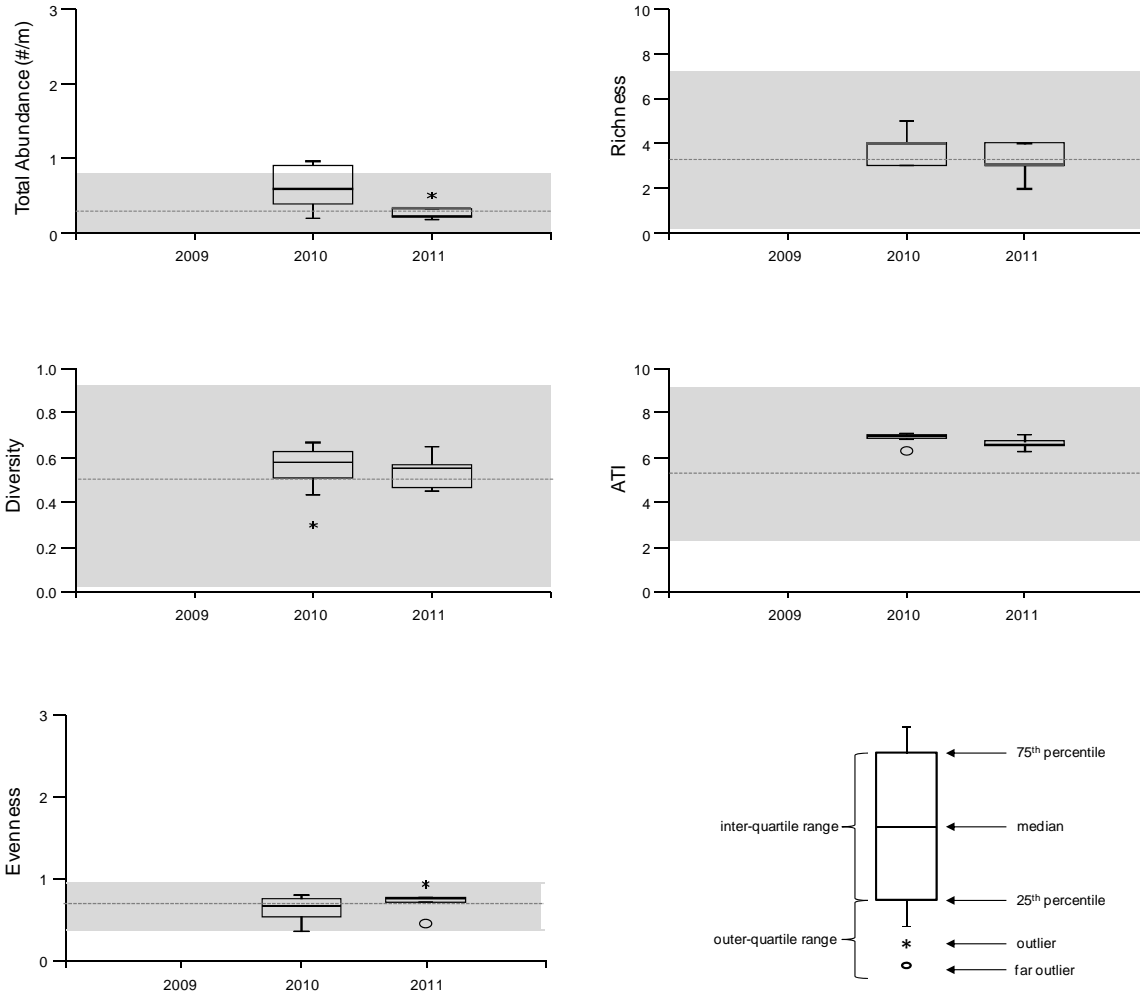 Total Abundance (#/m)
3
2
1
0
2009 2010 2011
Richness
10
8
6
4
2
0
2009 2010 2011
Diversity
1.0
0.8
0.6
0.4
0.2
0.0
2009 2010 2011
ATI
10
8
6
4
2
0
2009 2010 2011
Evenness
3
2
1
0
2009 2010 2011
75th percentile
inter-quartile range median
25th percentile
outer-quartile range outlier
far outlier